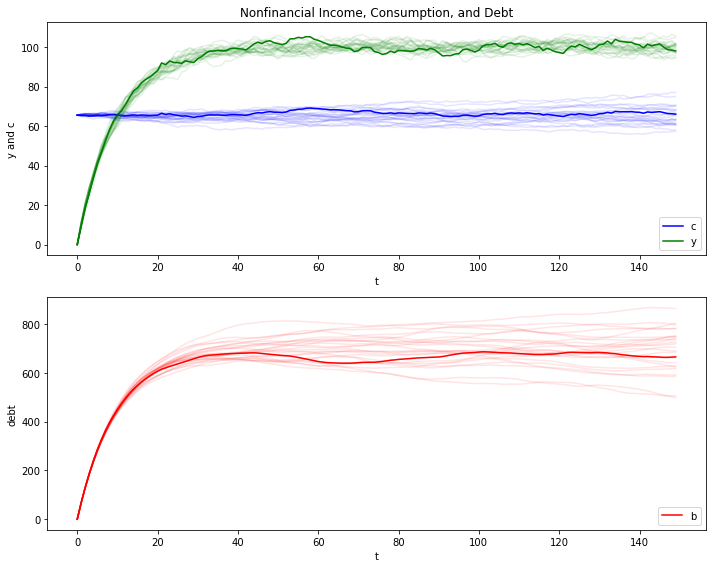 Nonfinancial Income, Consumption, and Debt
y and c
100
80
60
40
20
0
0 20 40 60 80 100 120 140
t
c
y
debt
800
600
400
200
0
0 20 40 60 80 100 120 140
t
b